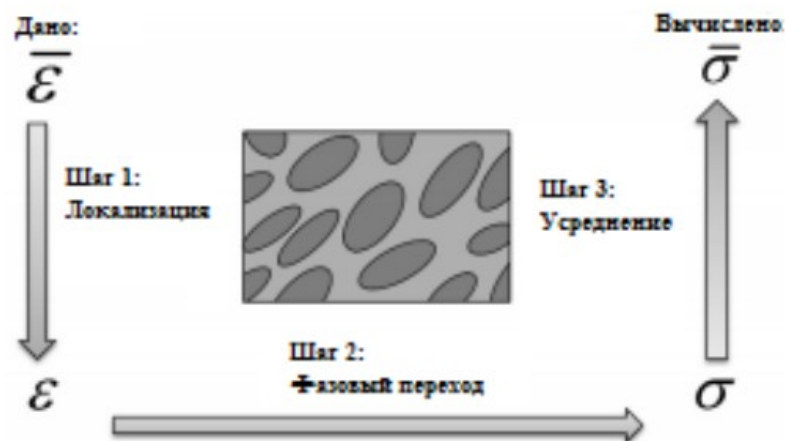 Дано:
Вычислено:
ε̅
σ̅
Шаг 1:
Локализация
Шаг 3:
Усреднение
Шаг 2:
Фазовый переход
ε
σ